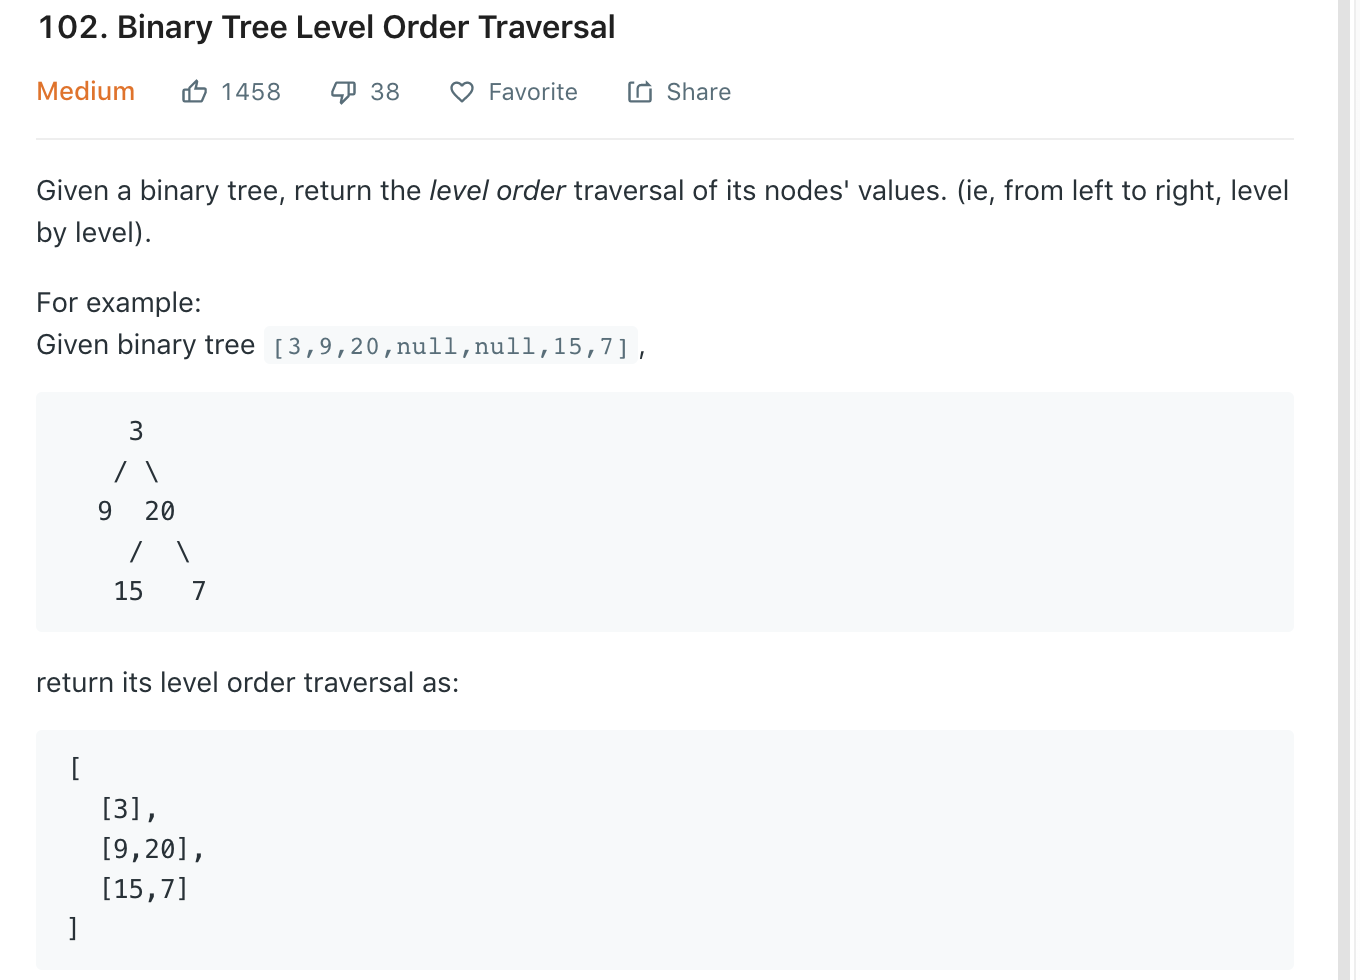 102. Binary Tree Level Order Traversal
Medium 1458 38 Favorite Share
Given a binary tree, return the level order traversal of its nodes' values. (ie, from left to right, level
by level).
For example:
Given binary tree [3,9,20,null,null,15,7],
    3
   / \
  9  20
    /  \
   15   7
return its level order traversal as:
[
  [3],
  [9,20],
  [15,7]
]